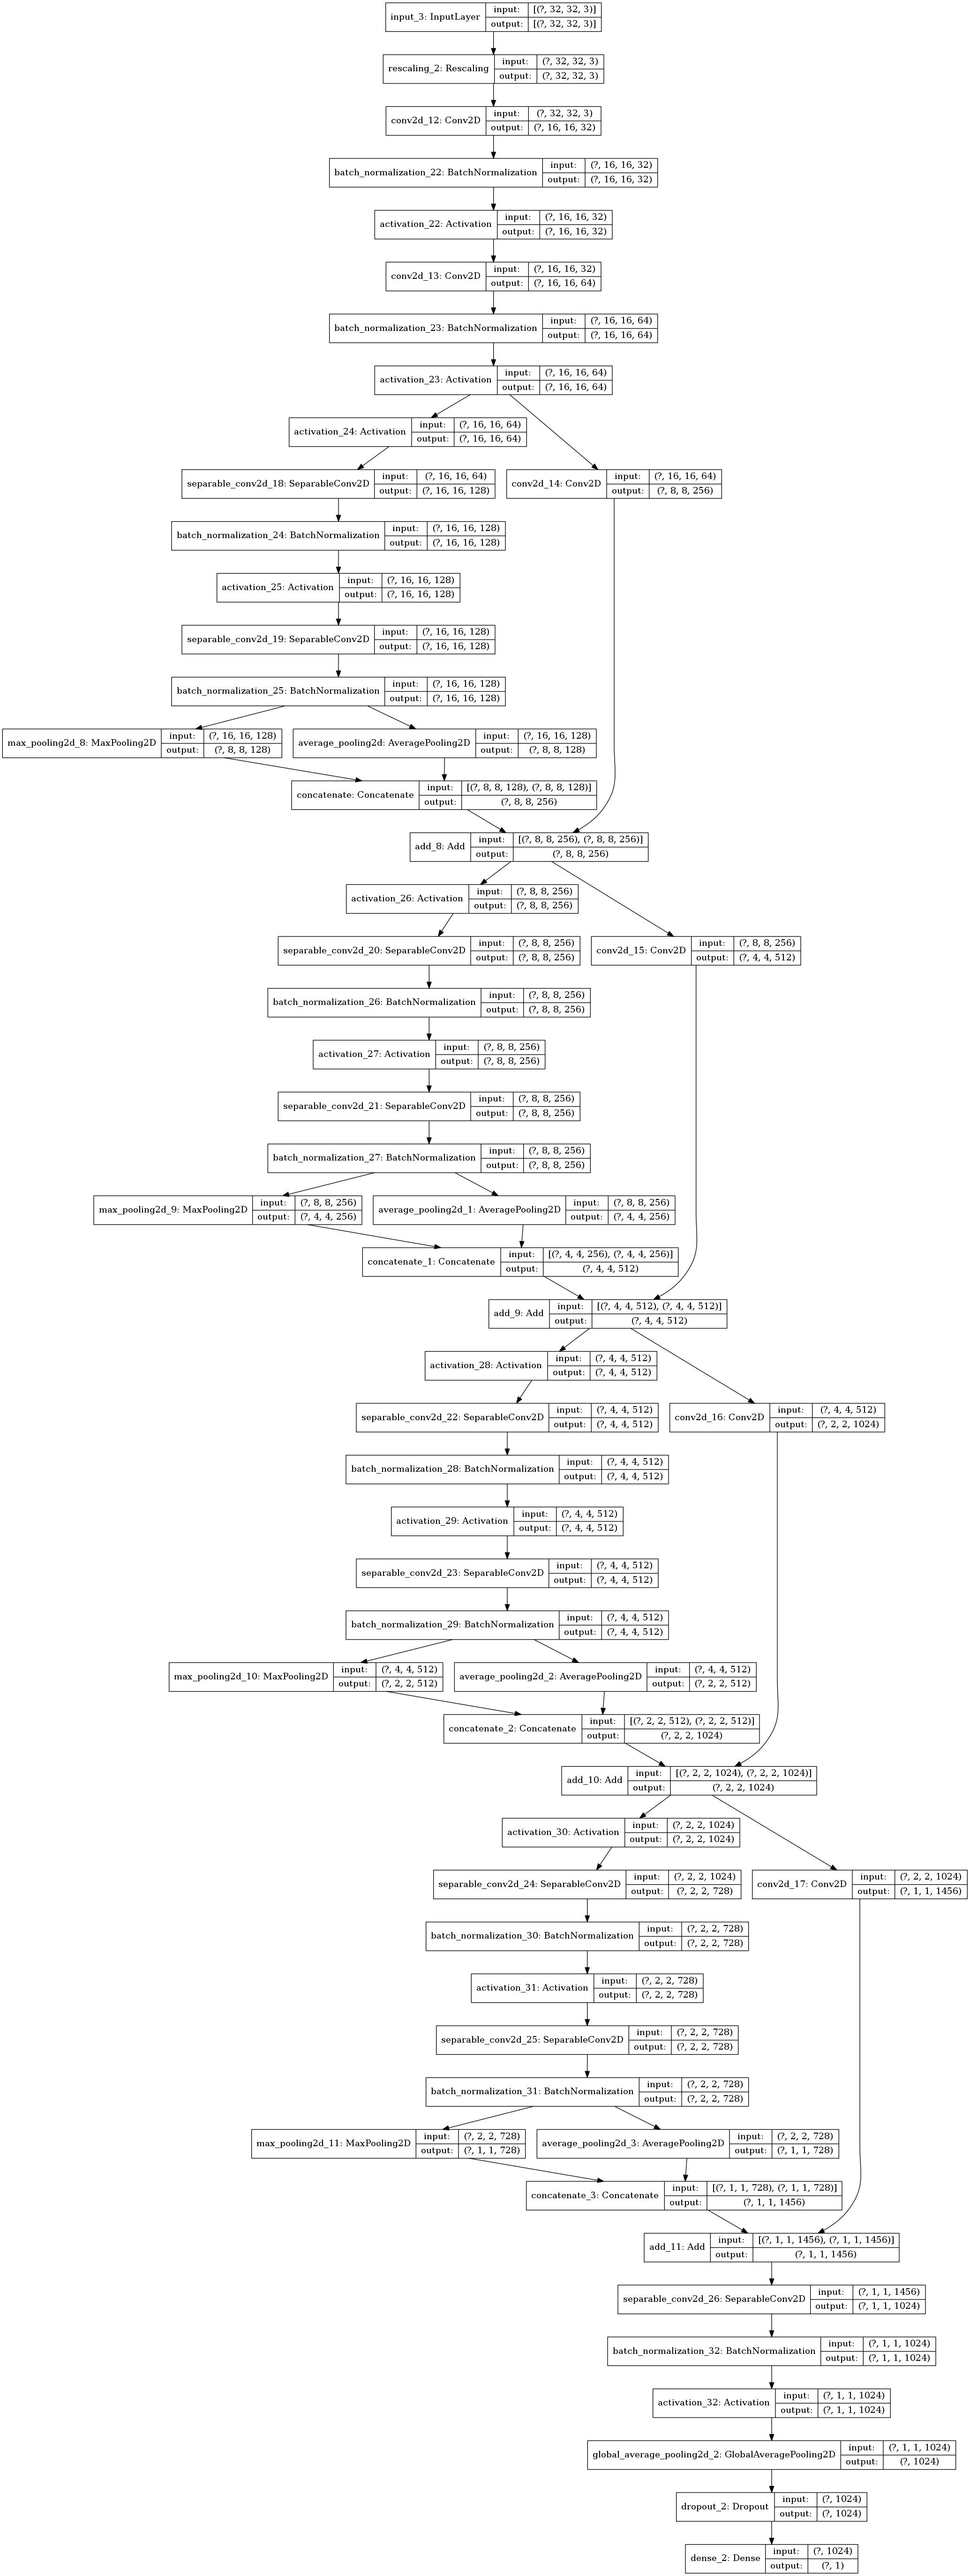 input_3: InputLayer
input: [(?, 32, 32, 3)]
output: [(?, 32, 32, 3)]
rescaling_2: Rescaling
input: (?, 32, 32, 3)
output: (?, 32, 32, 3)
conv2d_12: Conv2D
input: (?, 32, 32, 3)
output: (?, 16, 16, 32)
batch_normalization_22: BatchNormalization
input: (?, 16, 16, 32)
output: (?, 16, 16, 32)
activation_22: Activation
input: (?, 16, 16, 32)
output: (?, 16, 16, 32)
conv2d_13: Conv2D
input: (?, 16, 16, 32)
output: (?, 16, 16, 64)
batch_normalization_23: BatchNormalization
input: (?, 16, 16, 64)
output: (?, 16, 16, 64)
activation_23: Activation
input: (?, 16, 16, 64)
output: (?, 16, 16, 64)
activation_24: Activation
input: (?, 16, 16, 64)
output: (?, 16, 16, 64)
separable_conv2d_18: SeparableConv2D
input: (?, 16, 16, 64)
output: (?, 16, 16, 128)
conv2d_14: Conv2D
input: (?, 16, 16, 64)
output: (?, 8, 8, 256)
batch_normalization_24: BatchNormalization
input: (?, 16, 16, 128)
output: (?, 16, 16, 128)
activation_25: Activation
input: (?, 16, 16, 128)
output: (?, 16, 16, 128)
separable_conv2d_19: SeparableConv2D
input: (?, 16, 16, 128)
output: (?, 16, 16, 128)
batch_normalization_25: BatchNormalization
input: (?, 16, 16, 128)
output: (?, 16, 16, 128)
max_pooling2d_8: MaxPooling2D
input: (?, 16, 16, 128)
output: (?, 8, 8, 128)
average_pooling2d: AveragePooling2D
input: (?, 16, 16, 128)
output: (?, 8, 8, 128)
concatenate: Concatenate
input: [(?, 8, 8, 128), (?, 8, 8, 128)]
output: (?, 8, 8, 256)
add_8: Add
input: [(?, 8, 8, 256), (?, 8, 8, 256)]
output: (?, 8, 8, 256)
activation_26: Activation
input: (?, 8, 8, 256)
output: (?, 8, 8, 256)
separable_conv2d_20: SeparableConv2D
input: (?, 8, 8, 256)
output: (?, 8, 8, 256)
conv2d_15: Conv2D
input: (?, 8, 8, 256)
output: (?, 4, 4, 512)
batch_normalization_26: BatchNormalization
input: (?, 8, 8, 256)
output: (?, 8, 8, 256)
activation_27: Activation
input: (?, 8, 8, 256)
output: (?, 8, 8, 256)
separable_conv2d_21: SeparableConv2D
input: (?, 8, 8, 256)
output: (?, 8, 8, 256)
batch_normalization_27: BatchNormalization
input: (?, 8, 8, 256)
output: (?, 8, 8, 256)
max_pooling2d_9: MaxPooling2D
input: (?, 8, 8, 256)
output: (?, 4, 4, 256)
average_pooling2d_1: AveragePooling2D
input: (?, 8, 8, 256)
output: (?, 4, 4, 256)
concatenate_1: Concatenate
input: [(?, 4, 4, 256), (?, 4, 4, 256)]
output: (?, 4, 4, 512)
add_9: Add
input: [(?, 4, 4, 512), (?, 4, 4, 512)]
output: (?, 4, 4, 512)
activation_28: Activation
input: (?, 4, 4, 512)
output: (?, 4, 4, 512)
separable_conv2d_22: SeparableConv2D
input: (?, 4, 4, 512)
output: (?, 4, 4, 512)
conv2d_16: Conv2D
input: (?, 4, 4, 512)
output: (?, 2, 2, 1024)
batch_normalization_28: BatchNormalization
input: (?, 4, 4, 512)
output: (?, 4, 4, 512)
activation_29: Activation
input: (?, 4, 4, 512)
output: (?, 4, 4, 512)
separable_conv2d_23: SeparableConv2D
input: (?, 4, 4, 512)
output: (?, 4, 4, 512)
batch_normalization_29: BatchNormalization
input: (?, 4, 4, 512)
output: (?, 4, 4, 512)
max_pooling2d_10: MaxPooling2D
input: (?, 4, 4, 512)
output: (?, 2, 2, 512)
average_pooling2d_2: AveragePooling2D
input: (?, 4, 4, 512)
output: (?, 2, 2, 512)
concatenate_2: Concatenate
input: [(?, 2, 2, 512), (?, 2, 2, 512)]
output: (?, 2, 2, 1024)
add_10: Add
input: [(?, 2, 2, 1024), (?, 2, 2, 1024)]
output: (?, 2, 2, 1024)
activation_30: Activation
input: (?, 2, 2, 1024)
output: (?, 2, 2, 1024)
separable_conv2d_24: SeparableConv2D
input: (?, 2, 2, 1024)
output: (?, 2, 2, 728)
conv2d_17: Conv2D
input: (?, 2, 2, 1024)
output: (?, 1, 1, 1456)
batch_normalization_30: BatchNormalization
input: (?, 2, 2, 728)
output: (?, 2, 2, 728)
activation_31: Activation
input: (?, 2, 2, 728)
output: (?, 2, 2, 728)
separable_conv2d_25: SeparableConv2D
input: (?, 2, 2, 728)
output: (?, 2, 2, 728)
batch_normalization_31: BatchNormalization
input: (?, 2, 2, 728)
output: (?, 2, 2, 728)
max_pooling2d_11: MaxPooling2D
input: (?, 2, 2, 728)
output: (?, 1, 1, 728)
average_pooling2d_3: AveragePooling2D
input: (?, 2, 2, 728)
output: (?, 1, 1, 728)
concatenate_3: Concatenate
input: [(?, 1, 1, 728), (?, 1, 1, 728)]
output: (?, 1, 1, 1456)
add_11: Add
input: [(?, 1, 1, 1456), (?, 1, 1, 1456)]
output: (?, 1, 1, 1456)
separable_conv2d_26: SeparableConv2D
input: (?, 1, 1, 1456)
output: (?, 1, 1, 1024)
batch_normalization_32: BatchNormalization
input: (?, 1, 1, 1024)
output: (?, 1, 1, 1024)
activation_32: Activation
input: (?, 1, 1, 1024)
output: (?, 1, 1, 1024)
global_average_pooling2d_2: GlobalAveragePooling2D
input: (?, 1, 1, 1024)
output: (?, 1024)
dropout_2: Dropout
input: (?, 1024)
output: (?, 1024)
dense_2: Dense
input: (?, 1024)
output: (?, 1)